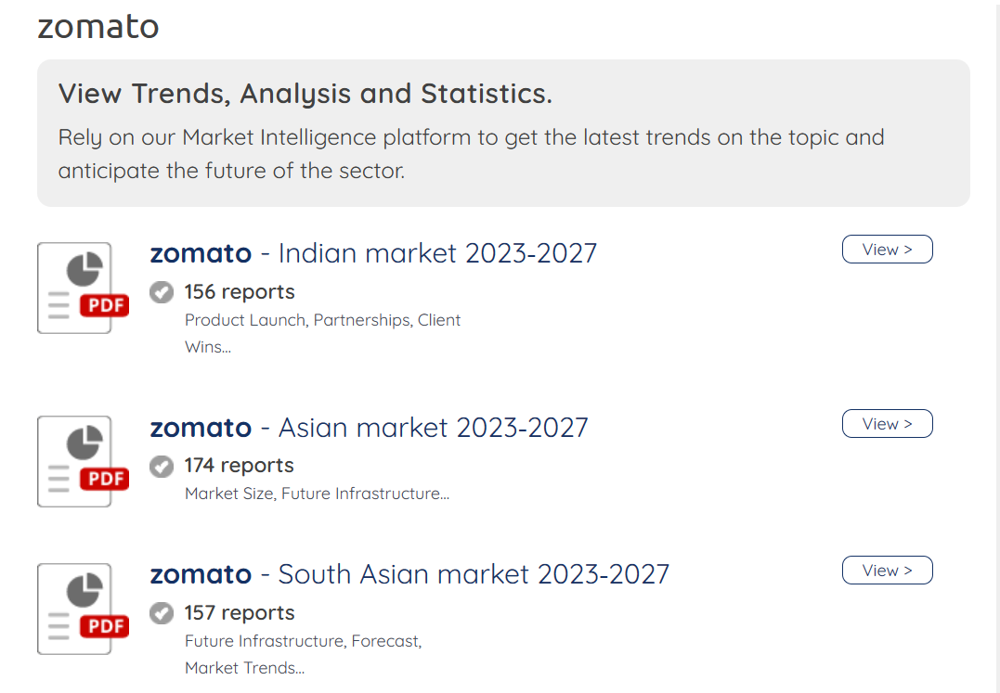 zomato
View Trends, Analysis and Statistics.
Rely on our Market Intelligence platform to get the latest trends on the topic and
anticipate the future of the sector.
zomato - Indian market 2023-2027
View >
156 reports
Product Launch, Partnerships, Client
Wins...
PDF
zomato - Asian market 2023-2027
View >
174 reports
Market Size, Future Infrastructure...
PDF
zomato - South Asian market 2023-2027
View >
157 reports
Future Infrastructure, Forecast,
Market Trends...
PDF